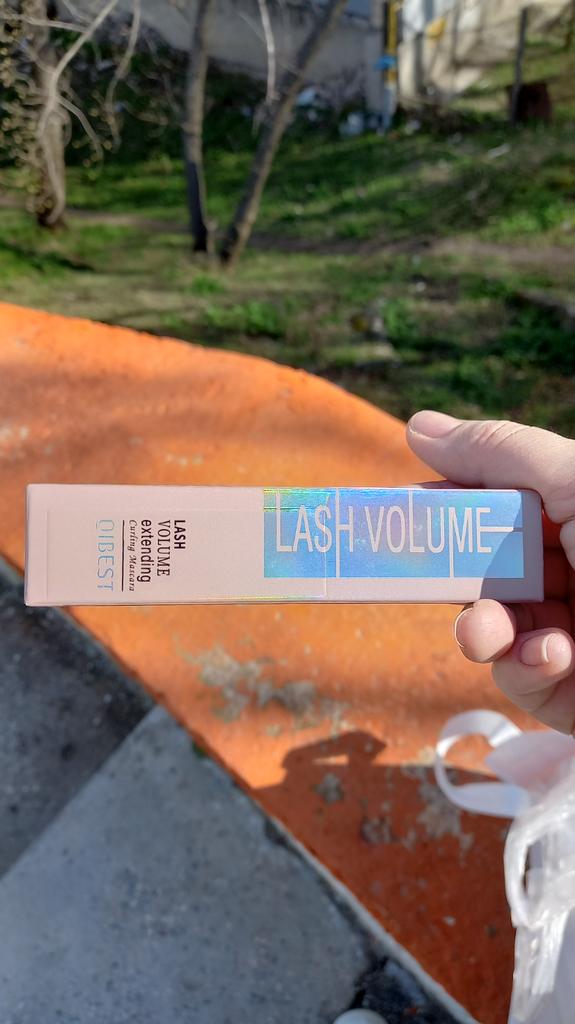 LASH VOLUME
LASH
VOLUME
extending
Curling Mascara
QIBEST